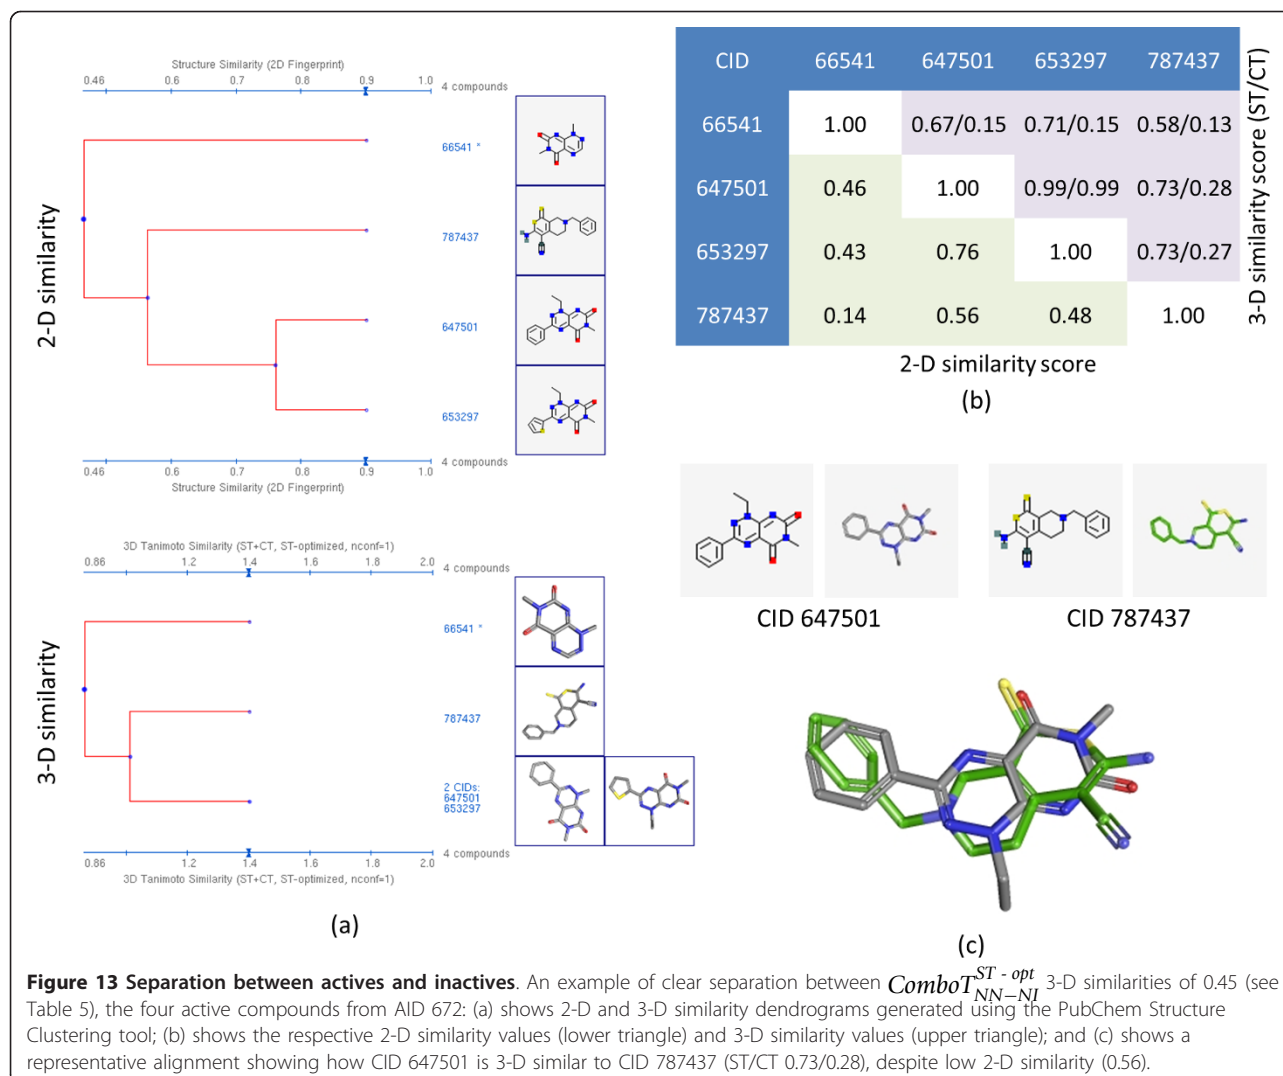 Structure Similarity (2D Fingerprint)
0.46 0.6 0.7 0.8 0.9 1.0
4 compounds
66541 *
787437
647501
653297
2-D similarity
0.46 0.6 0.7 0.8 0.9 1.0
4 compounds
Structure Similarity (2D Fingerprint)
3D Tanimoto Similarity (ST+CT, ST-optimized, nconf=1)
0.86 1.2 1.4 1.6 1.8 2.0
4 compounds
66541 *
787437
2 CIDs:
647501
653297
3-D similarity
0.86 1.2 1.4 1.6 1.8 2.0
4 compounds
3D Tanimoto Similarity (ST+CT, ST-optimized, nconf=1)
(a)
CID 66541 647501 653297 787437
66541 1.00 0.67/0.15 0.71/0.15 0.58/0.13
647501 0.46 1.00 0.99/0.99 0.73/0.28
653297 0.43 0.76 1.00 0.73/0.27
787437 0.14 0.56 0.48 1.00
3-D similarity score (ST/CT)
2-D similarity score
(b)
CID 647501
CID 787437
(c)
Figure 13 Separation between actives and inactives. An example of clear separation between ComboT^{ST-opt}_{NN-NI} 3-D similarities of 0.45 (see
Table 5), the four active compounds from AID 672: (a) shows 2-D and 3-D similarity dendrograms generated using the PubChem Structure
Clustering tool; (b) shows the respective 2-D similarity values (lower triangle) and 3-D similarity values (upper triangle); and (c) shows a
representative alignment showing how CID 647501 is 3-D similar to CID 787437 (ST/CT 0.73/0.28), despite low 2-D similarity (0.56).